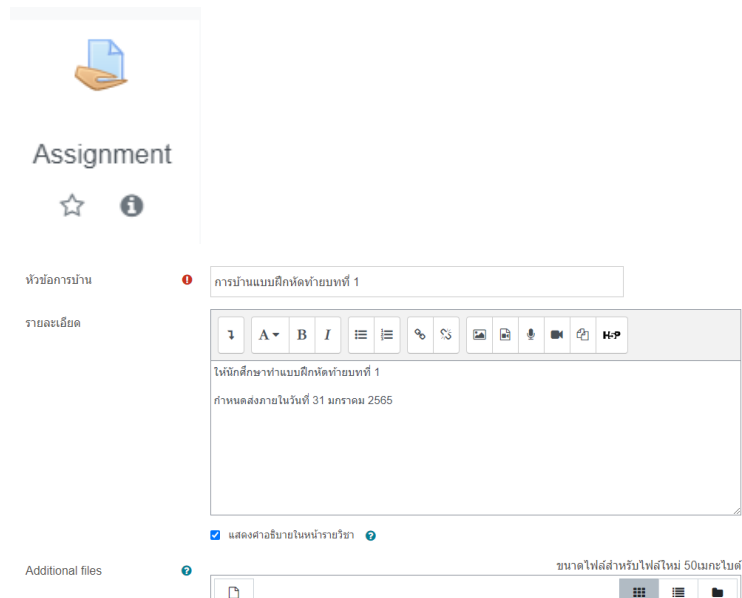 Assignment
หัวข้อการบ้าน
การบ้านแบบฝึกหัดท้ายบทที่ 1
รายละเอียด
A B I H-P
ให้นักศึกษาทำแบบฝึกหัดท้ายบทที่ 1
กำหนดส่งภายในวันที่ 31 มกราคม 2565
แสดงคำอธิบายในหน้ารายวิชา
ขนาดไฟล์สำหรับไฟล์ใหม่ 50เมกะไบต์
Additional files